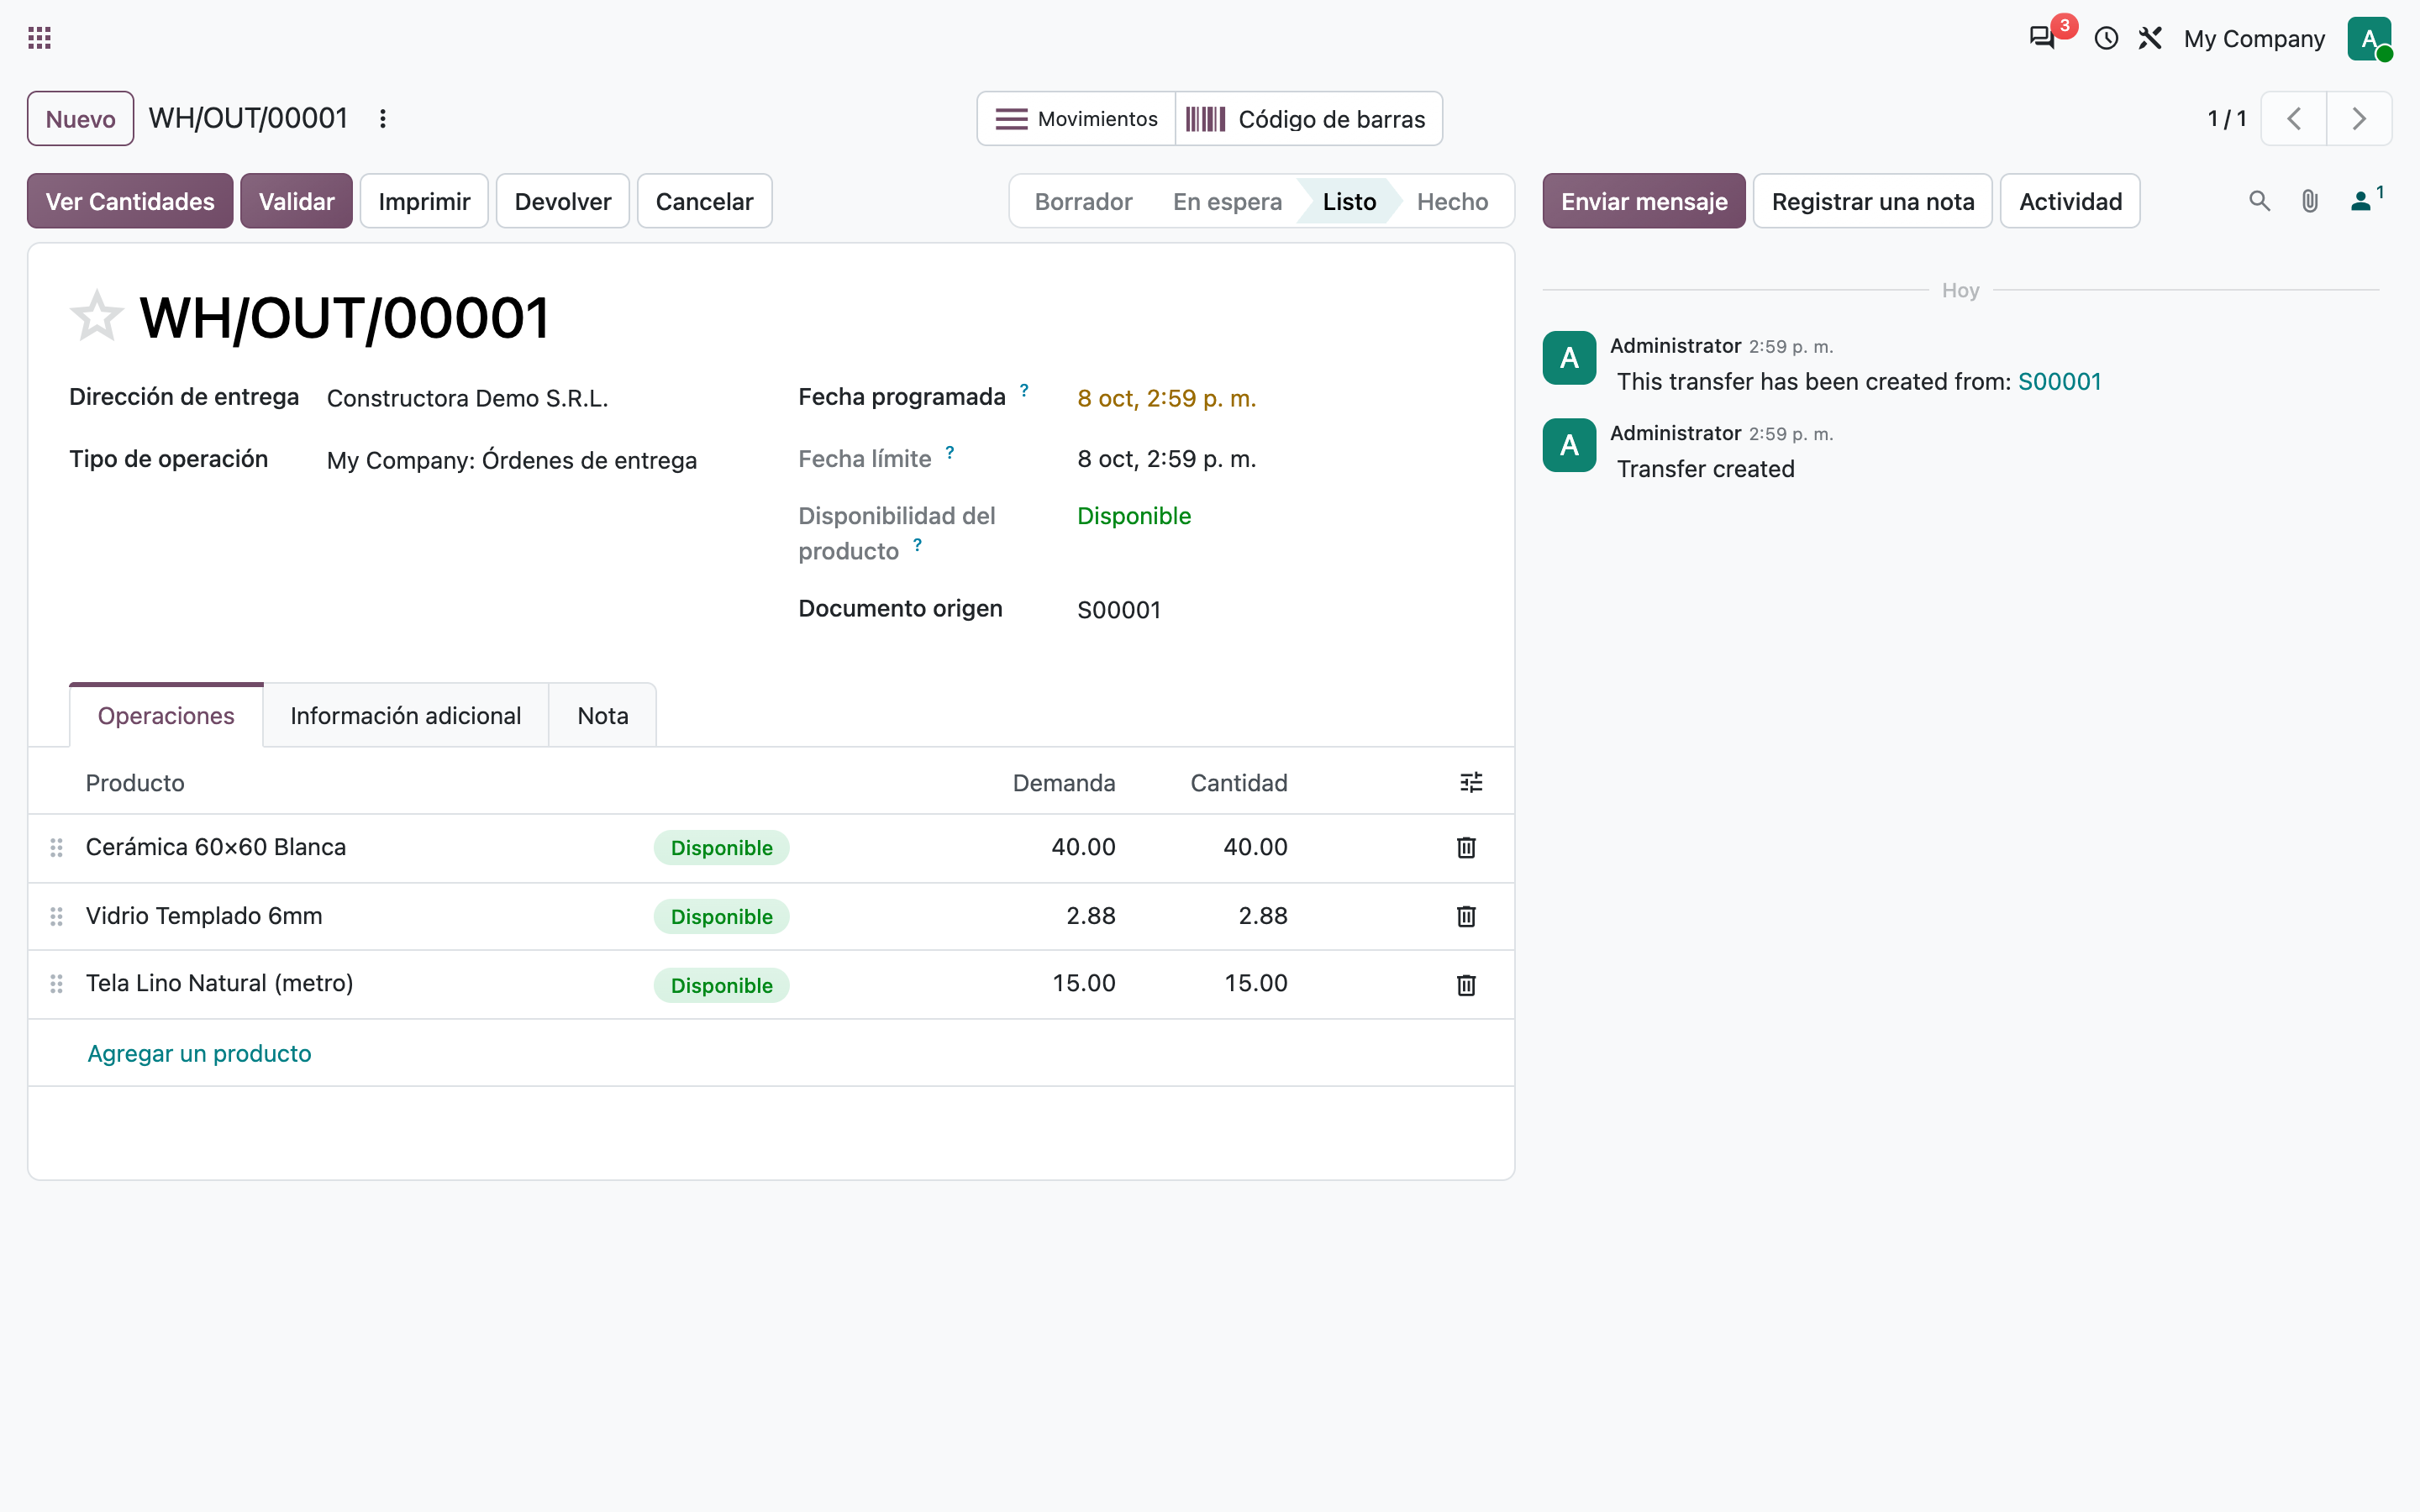 3
My Company
A
Nuevo
WH/OUT/00001
Movimientos
Código de barras
1 / 1
Ver Cantidades
Validar
Imprimir
Devolver
Cancelar
Borrador
En espera
Listo
Hecho
Enviar mensaje
Registrar una nota
Actividad
1
WH/OUT/00001
Dirección de entrega
Constructora Demo S.R.L.
Tipo de operación
My Company: Órdenes de entrega
Fecha programada ?
8 oct, 2:59 p. m.
Fecha límite ?
8 oct, 2:59 p. m.
Disponibilidad del
producto ?
Disponible
Documento origen
S00001
Operaciones
Información adicional
Nota
Producto
Demanda
Cantidad
Cerámica 60×60 Blanca
Disponible
40.00
40.00
Vidrio Templado 6mm
Disponible
2.88
2.88
Tela Lino Natural (metro)
Disponible
15.00
15.00
Agregar un producto
Hoy
A
Administrator 2:59 p. m.
This transfer has been created from: S00001
A
Administrator 2:59 p. m.
Transfer created